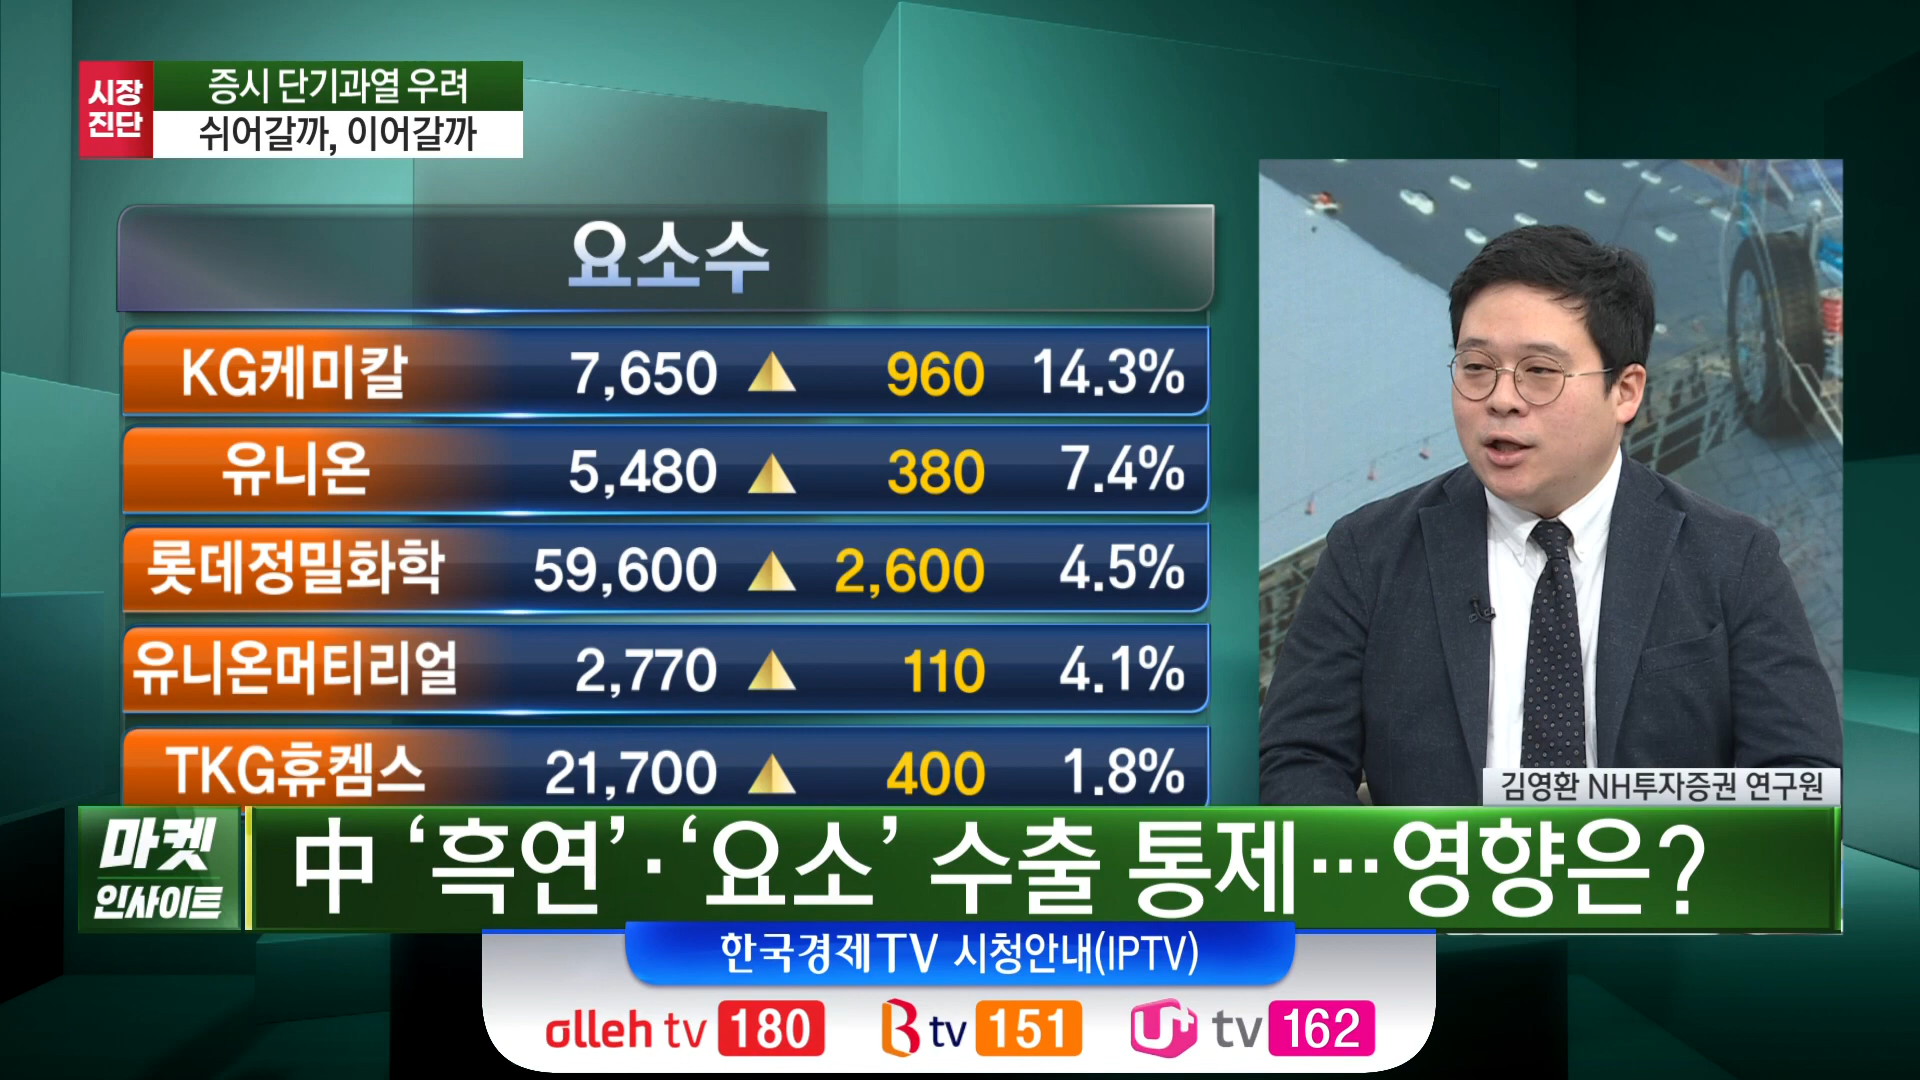 시장
진단
증시 단기과열 우려
쉬어갈까, 이어갈까
요소수
KG케미칼 7,650 ▲ 960 14.3%
유니온 5,480 ▲ 380 7.4%
롯데정밀화학 59,600 ▲ 2,600 4.5%
유니온머티리얼 2,770 ▲ 110 4.1%
TKG휴켐스 21,700 ▲ 400 1.8%
김영환 NH투자증권 연구원
마켓
인사이트
中 ‘흑연’·‘요소’ 수출 통제…영향은?
한국경제TV 시청안내(IPTV)
olleh tv 180 B tv 151 U+ tv 162